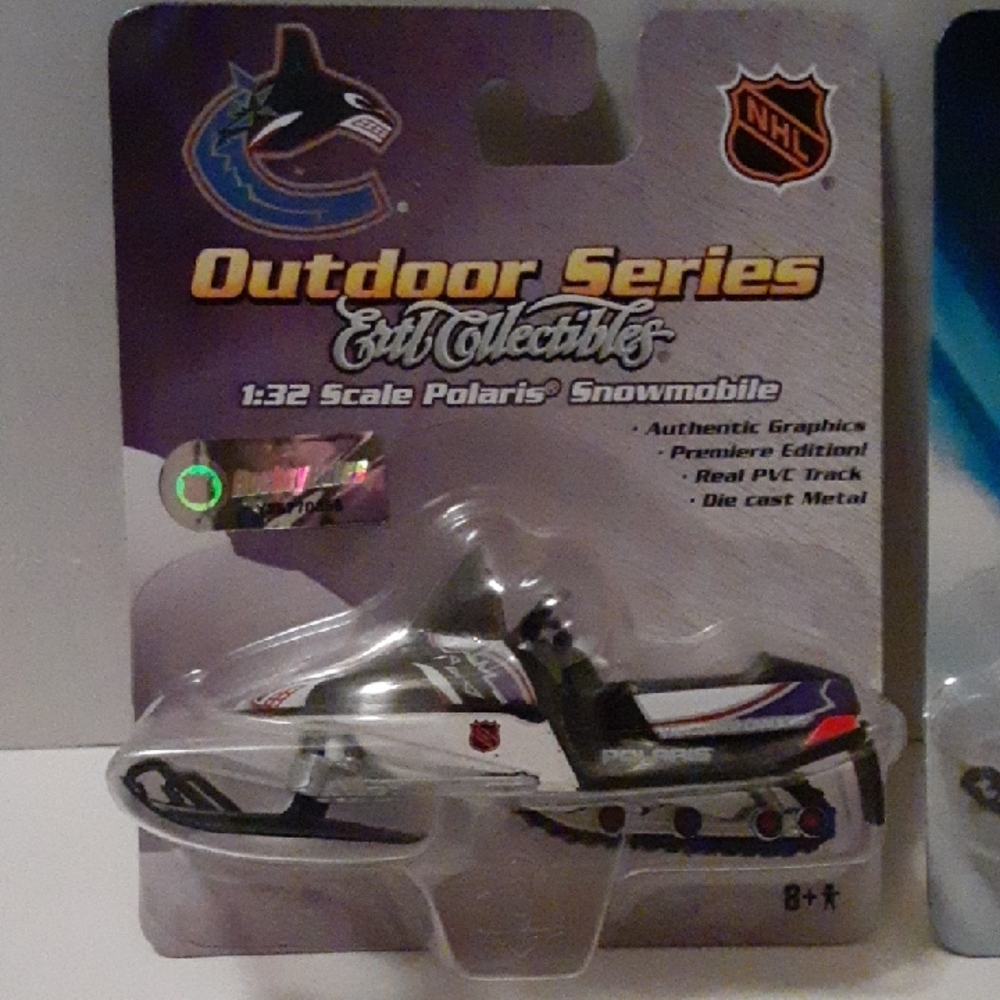 NHL
Outdoor Series
Ertl Collectibles
1:32 Scale Polaris® Snowmobile
· Authentic Graphics
· Premiere Edition!
· Real PVC Track
· Die cast Metal
8+